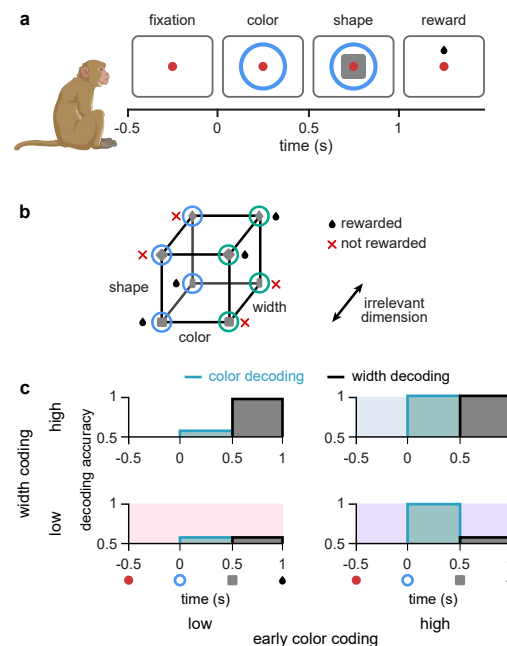 a
fixation color shape reward
-0.5 0 0.5 1
time (s)
b
rewarded
not rewarded
shape
width
color
irrelevant
dimension
c
color decoding width decoding
width coding
high
low
decoding accuracy
1 1
0.5 0.5
-0.5 0 0.5 1 -0.5 0 0.5
1 1
0.5 0.5
-0.5 0 0.5 1 -0.5 0 0.5
time (s) time (s)
low high
early color coding